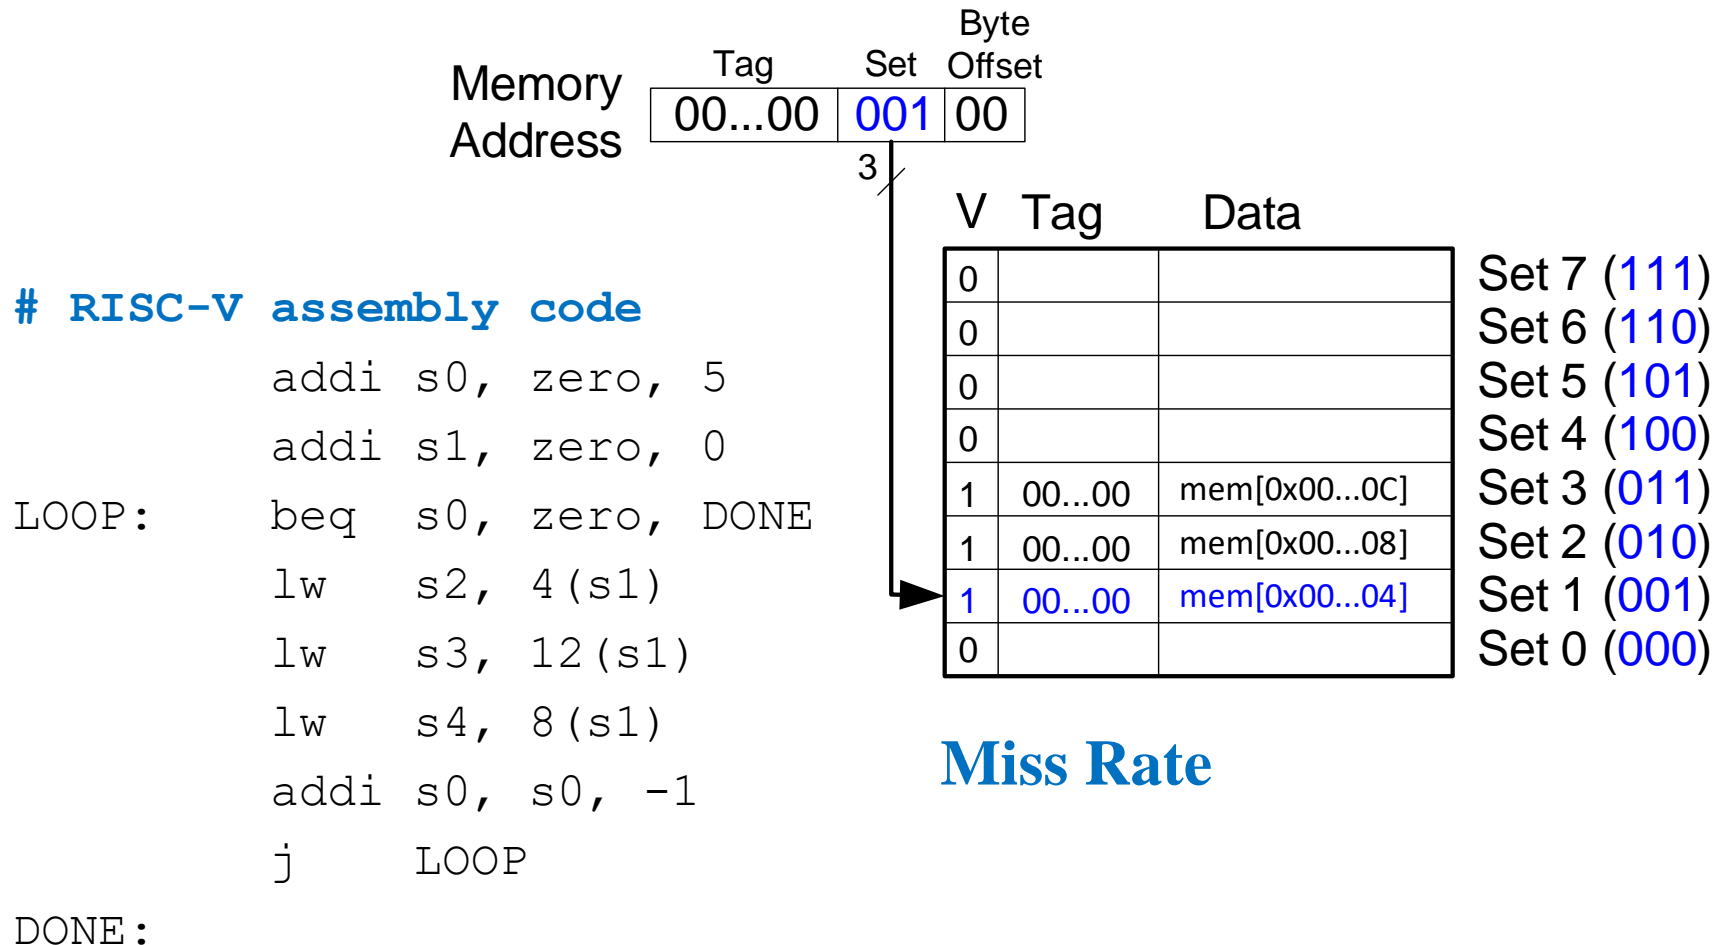 Byte
Tag Set Offset
Memory Address
00...00 001 00
3
V Tag Data
0 Set 7 (111)
0 Set 6 (110)
0 Set 5 (101)
0 Set 4 (100)
1 00...00 mem[0x00...0C] Set 3 (011)
1 00...00 mem[0x00...08] Set 2 (010)
1 00...00 mem[0x00...04] Set 1 (001)
0 Set 0 (000)
# RISC-V assembly code
addi s0, zero, 5
addi s1, zero, 0
LOOP: beq s0, zero, DONE
lw s2, 4(s1)
lw s3, 12(s1)
lw s4, 8(s1)
addi s0, s0, -1
j LOOP
DONE:
Miss Rate